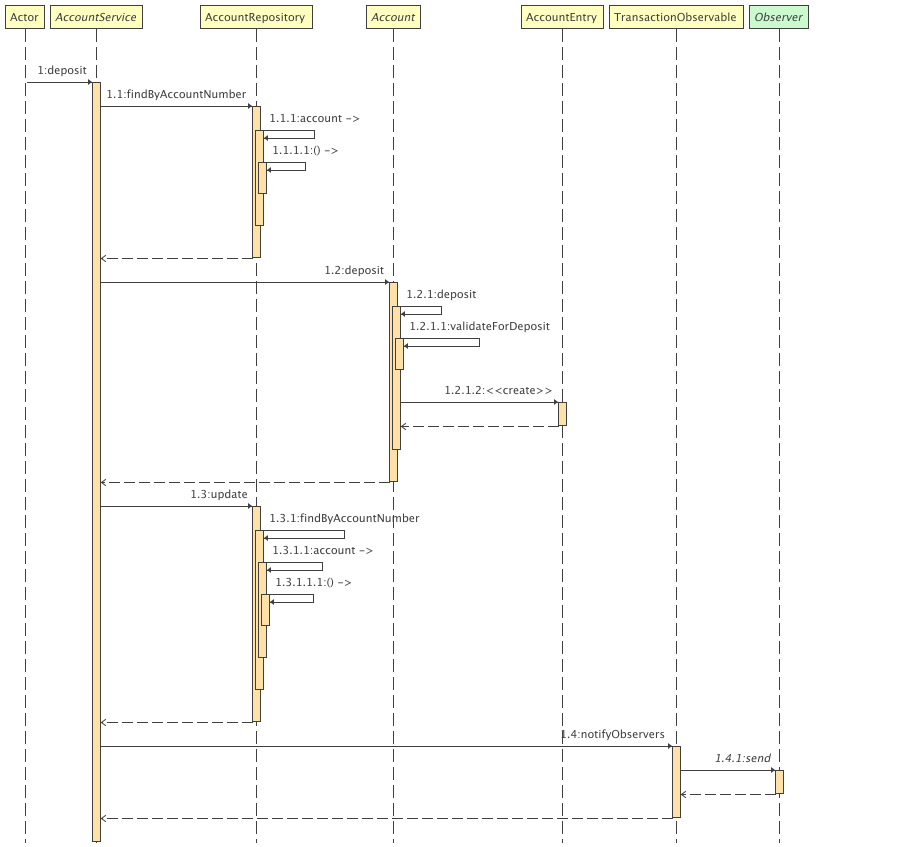 Actor
AccountService
AccountRepository
Account
AccountEntry
TransactionObservable
Observer
1:deposit
1.1:findByAccountNumber
1.1.1:account ->
1.1.1.1:() ->
1.2:deposit
1.2.1:deposit
1.2.1.1:validateForDeposit
1.2.1.2:<<create>>
1.3:update
1.3.1:findByAccountNumber
1.3.1.1:account ->
1.3.1.1.1:() ->
1.4:notifyObservers
1.4.1:send